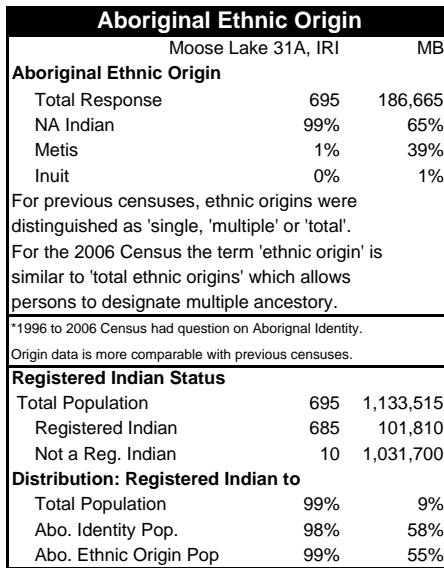 Aboriginal Ethnic Origin
Moose Lake 31A, IRI MB
Aboriginal Ethnic Origin
Total Response 695 186,665
NA Indian 99% 65%
Metis 1% 39%
Inuit 0% 1%
For previous censuses, ethnic origins were
distinguished as 'single, 'multiple' or 'total'.
For the 2006 Census the term 'ethnic origin' is
similar to 'total ethnic origins' which allows
persons to designate multiple ancestory.
*1996 to 2006 Census had question on Aborignal Identity.
Origin data is more comparable with previous censuses.
Registered Indian Status
Total Population 695 1,133,515
Registered Indian 685 101,810
Not a Reg. Indian 10 1,031,700
Distribution: Registered Indian to
Total Population 99% 9%
Abo. Identity Pop. 98% 58%
Abo. Ethnic Origin Pop 99% 55%